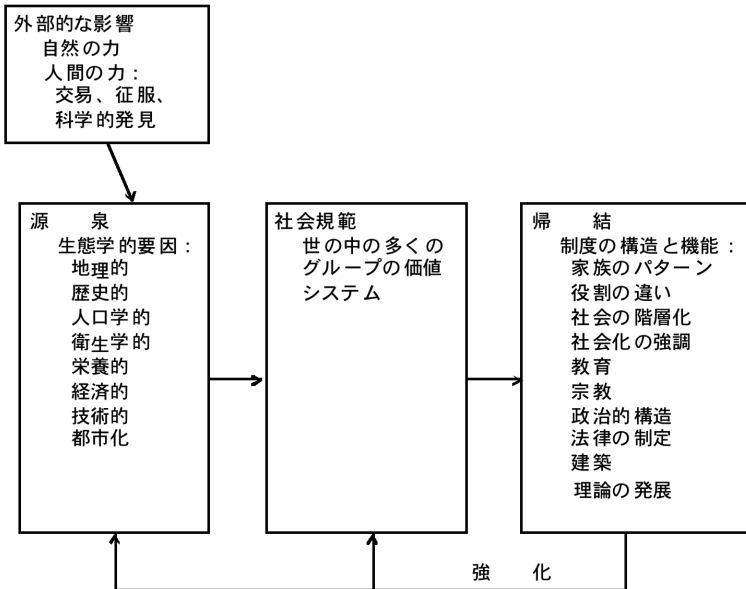 外部的な影響
自然の力
人間の力：
交易、征服、
科学的発見
源　泉
生態学的要因：
地理的
歴史的
人口学的
衛生学的
栄養的
経済的
技術的
都市化
社会規範
世の中の多くの
グループの価値
システム
帰　結
制度の構造と機能：
家族のパターン
役割の違い
社会の階層化
社会化の強調
教育
宗教
政治的構造
法律の制定
建築
理論の発展
強　化